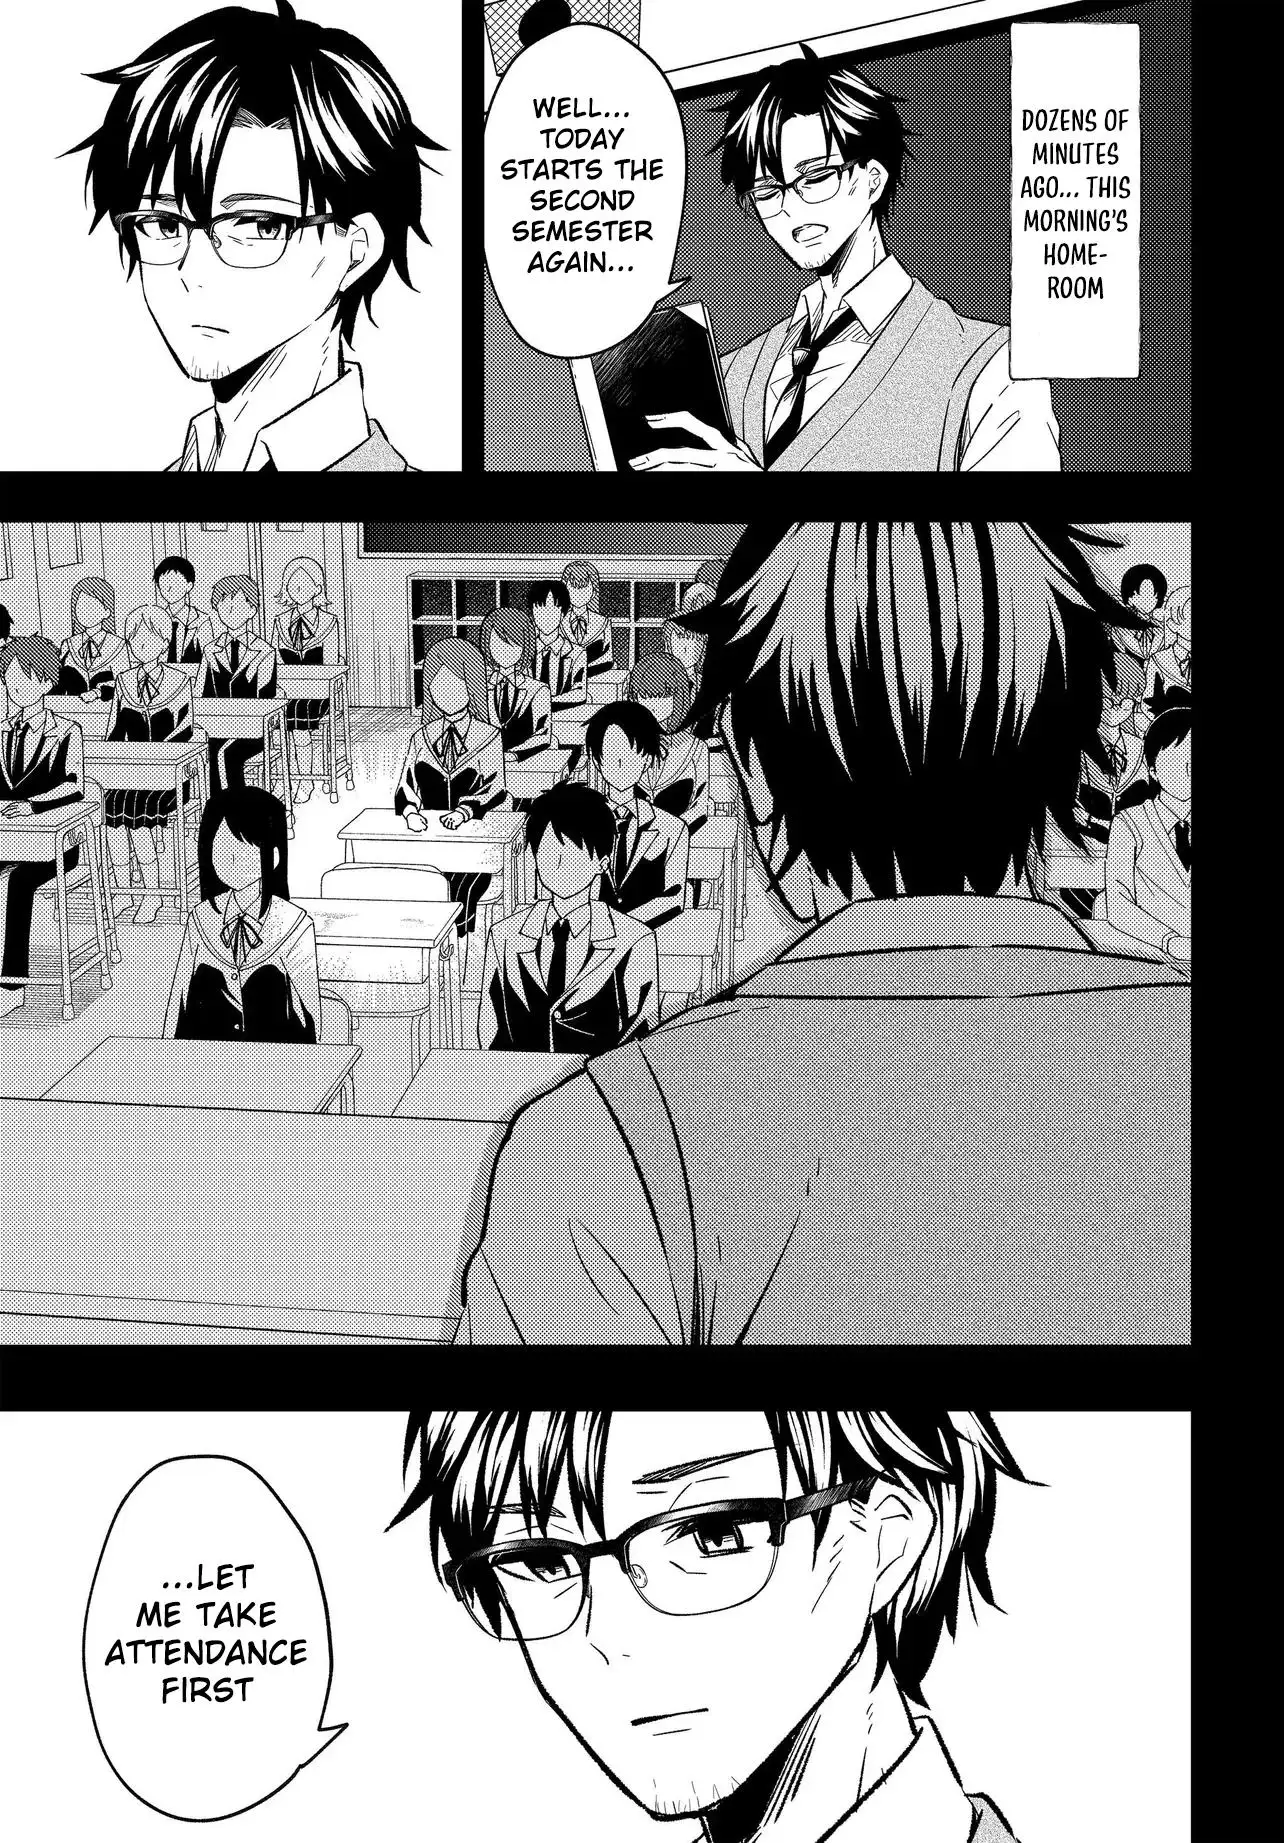 DOZENS OF
MINUTES
AGO... THIS
MORNING'S
HOME-
ROOM
WELL...
TODAY
STARTS THE
SECOND
SEMESTER
AGAIN...
...LET
ME TAKE
ATTENDANCE
FIRST